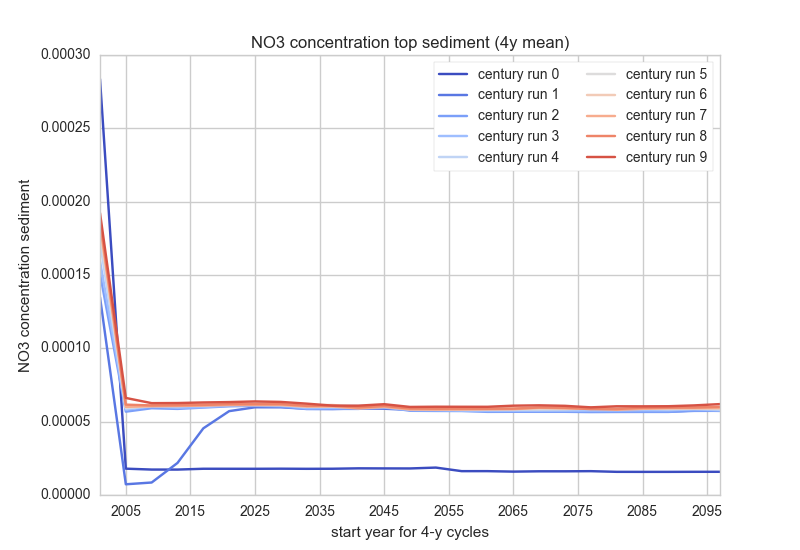 NO3 concentration top sediment (4y mean)
NO3 concentration sediment
0.00030
0.00025
0.00020
0.00015
0.00010
0.00005
0.00000
century run 0
century run 1
century run 2
century run 3
century run 4
century run 5
century run 6
century run 7
century run 8
century run 9
2005 2015 2025 2035 2045 2055 2065 2075 2085 2095
start year for 4-y cycles